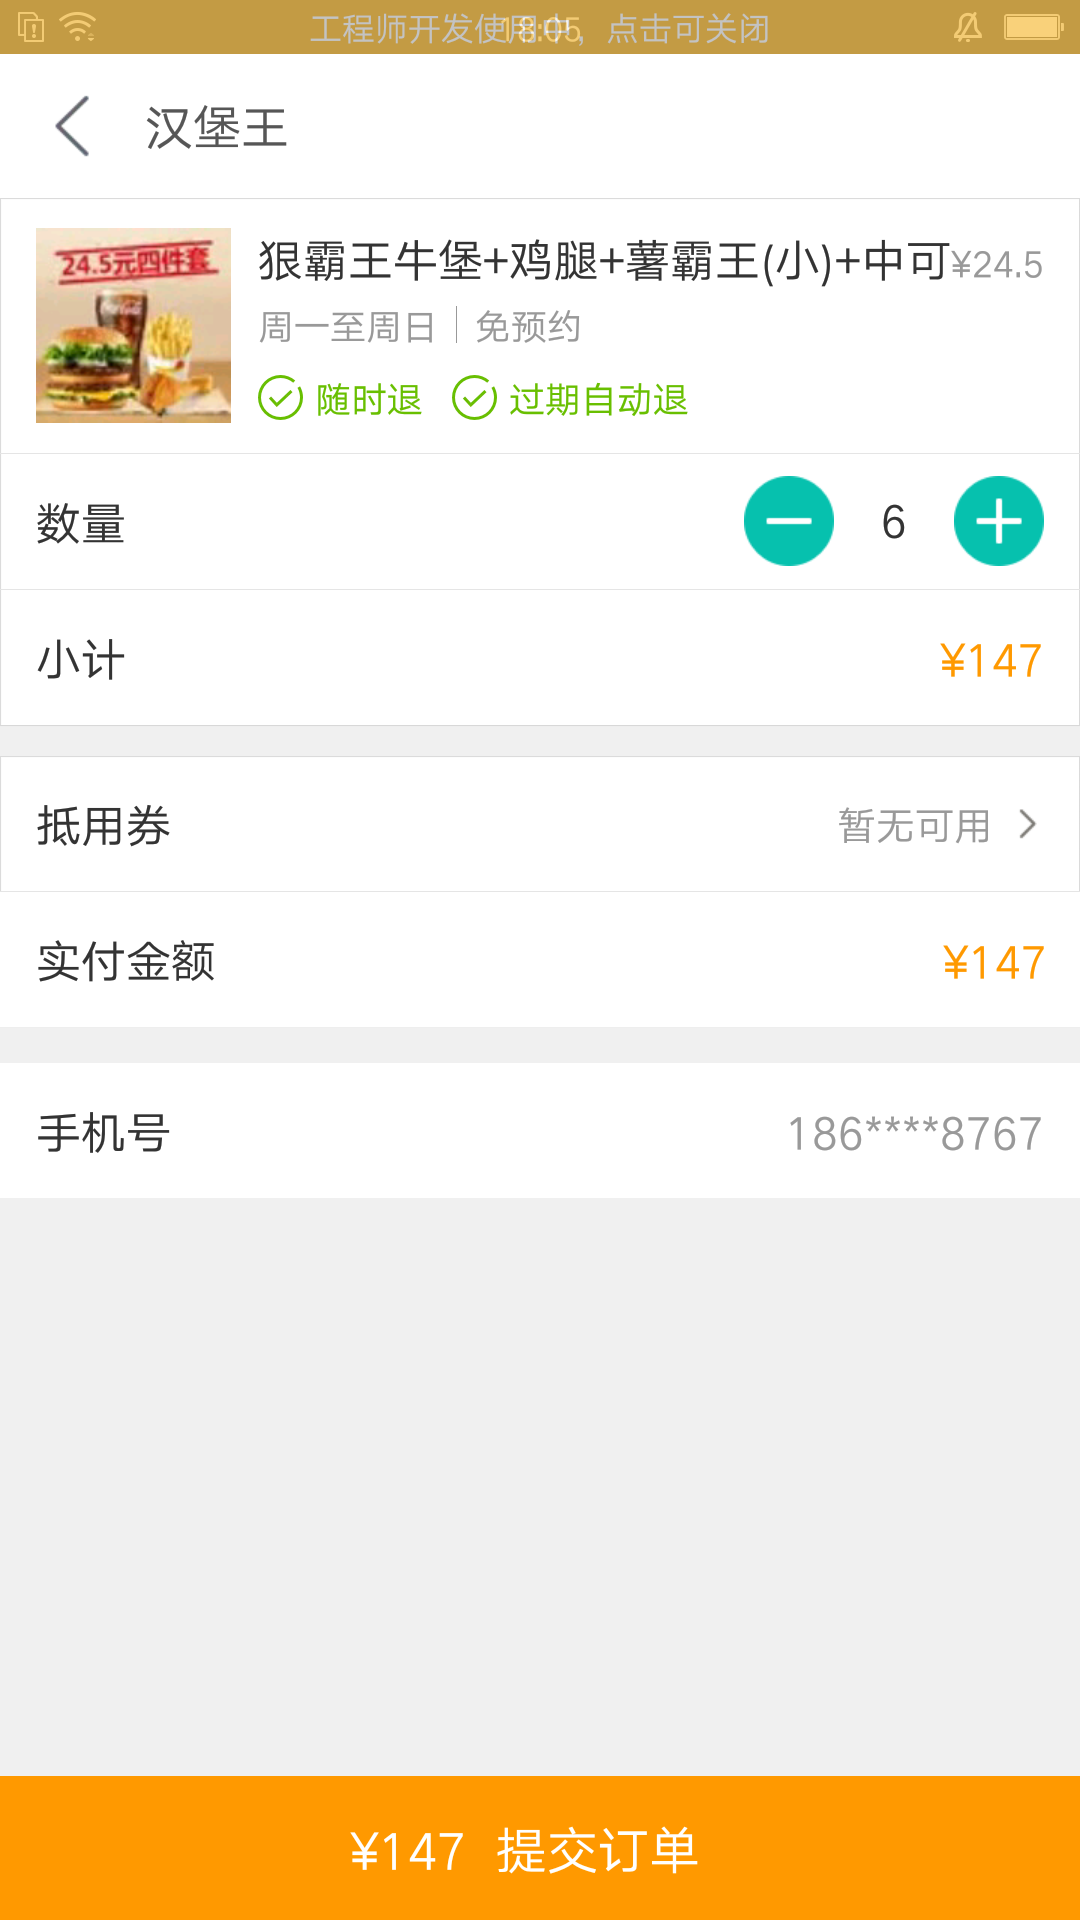 工程师开发使用中，点击可关闭
18:05
汉堡王
24.5元四件套
狠霸王牛堡+鸡腿+薯霸王(小)+中可
¥24.5
周一至周日 免预约
随时退 过期自动退
数量 6
小计 ¥147
抵用券 暂无可用
实付金额 ¥147
手机号 186****8767
¥147 提交订单